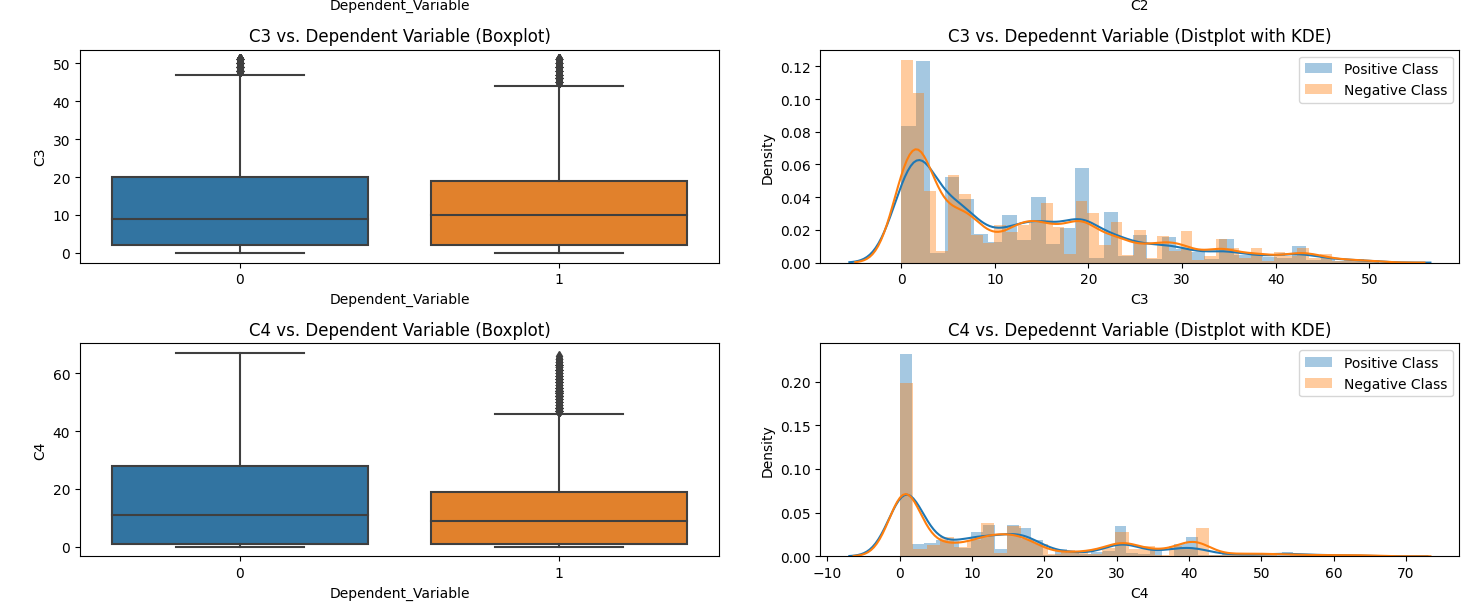 Dependent_Variable
C2
C3 vs. Dependent Variable (Boxplot)
50
40
30
20
10
0
C3
0
1
Dependent_Variable
C3 vs. Depedennt Variable (Distplot with KDE)
Positive Class
Negative Class
0.12
0.10
0.08
0.06
0.04
0.02
0.00
Density
0
10
20
30
40
50
C3
C4 vs. Dependent Variable (Boxplot)
60
40
20
0
C4
0
1
Dependent_Variable
C4 vs. Depedennt Variable (Distplot with KDE)
Positive Class
Negative Class
0.20
0.15
0.10
0.05
0.00
Density
−10
0
10
20
30
40
50
60
70
C4